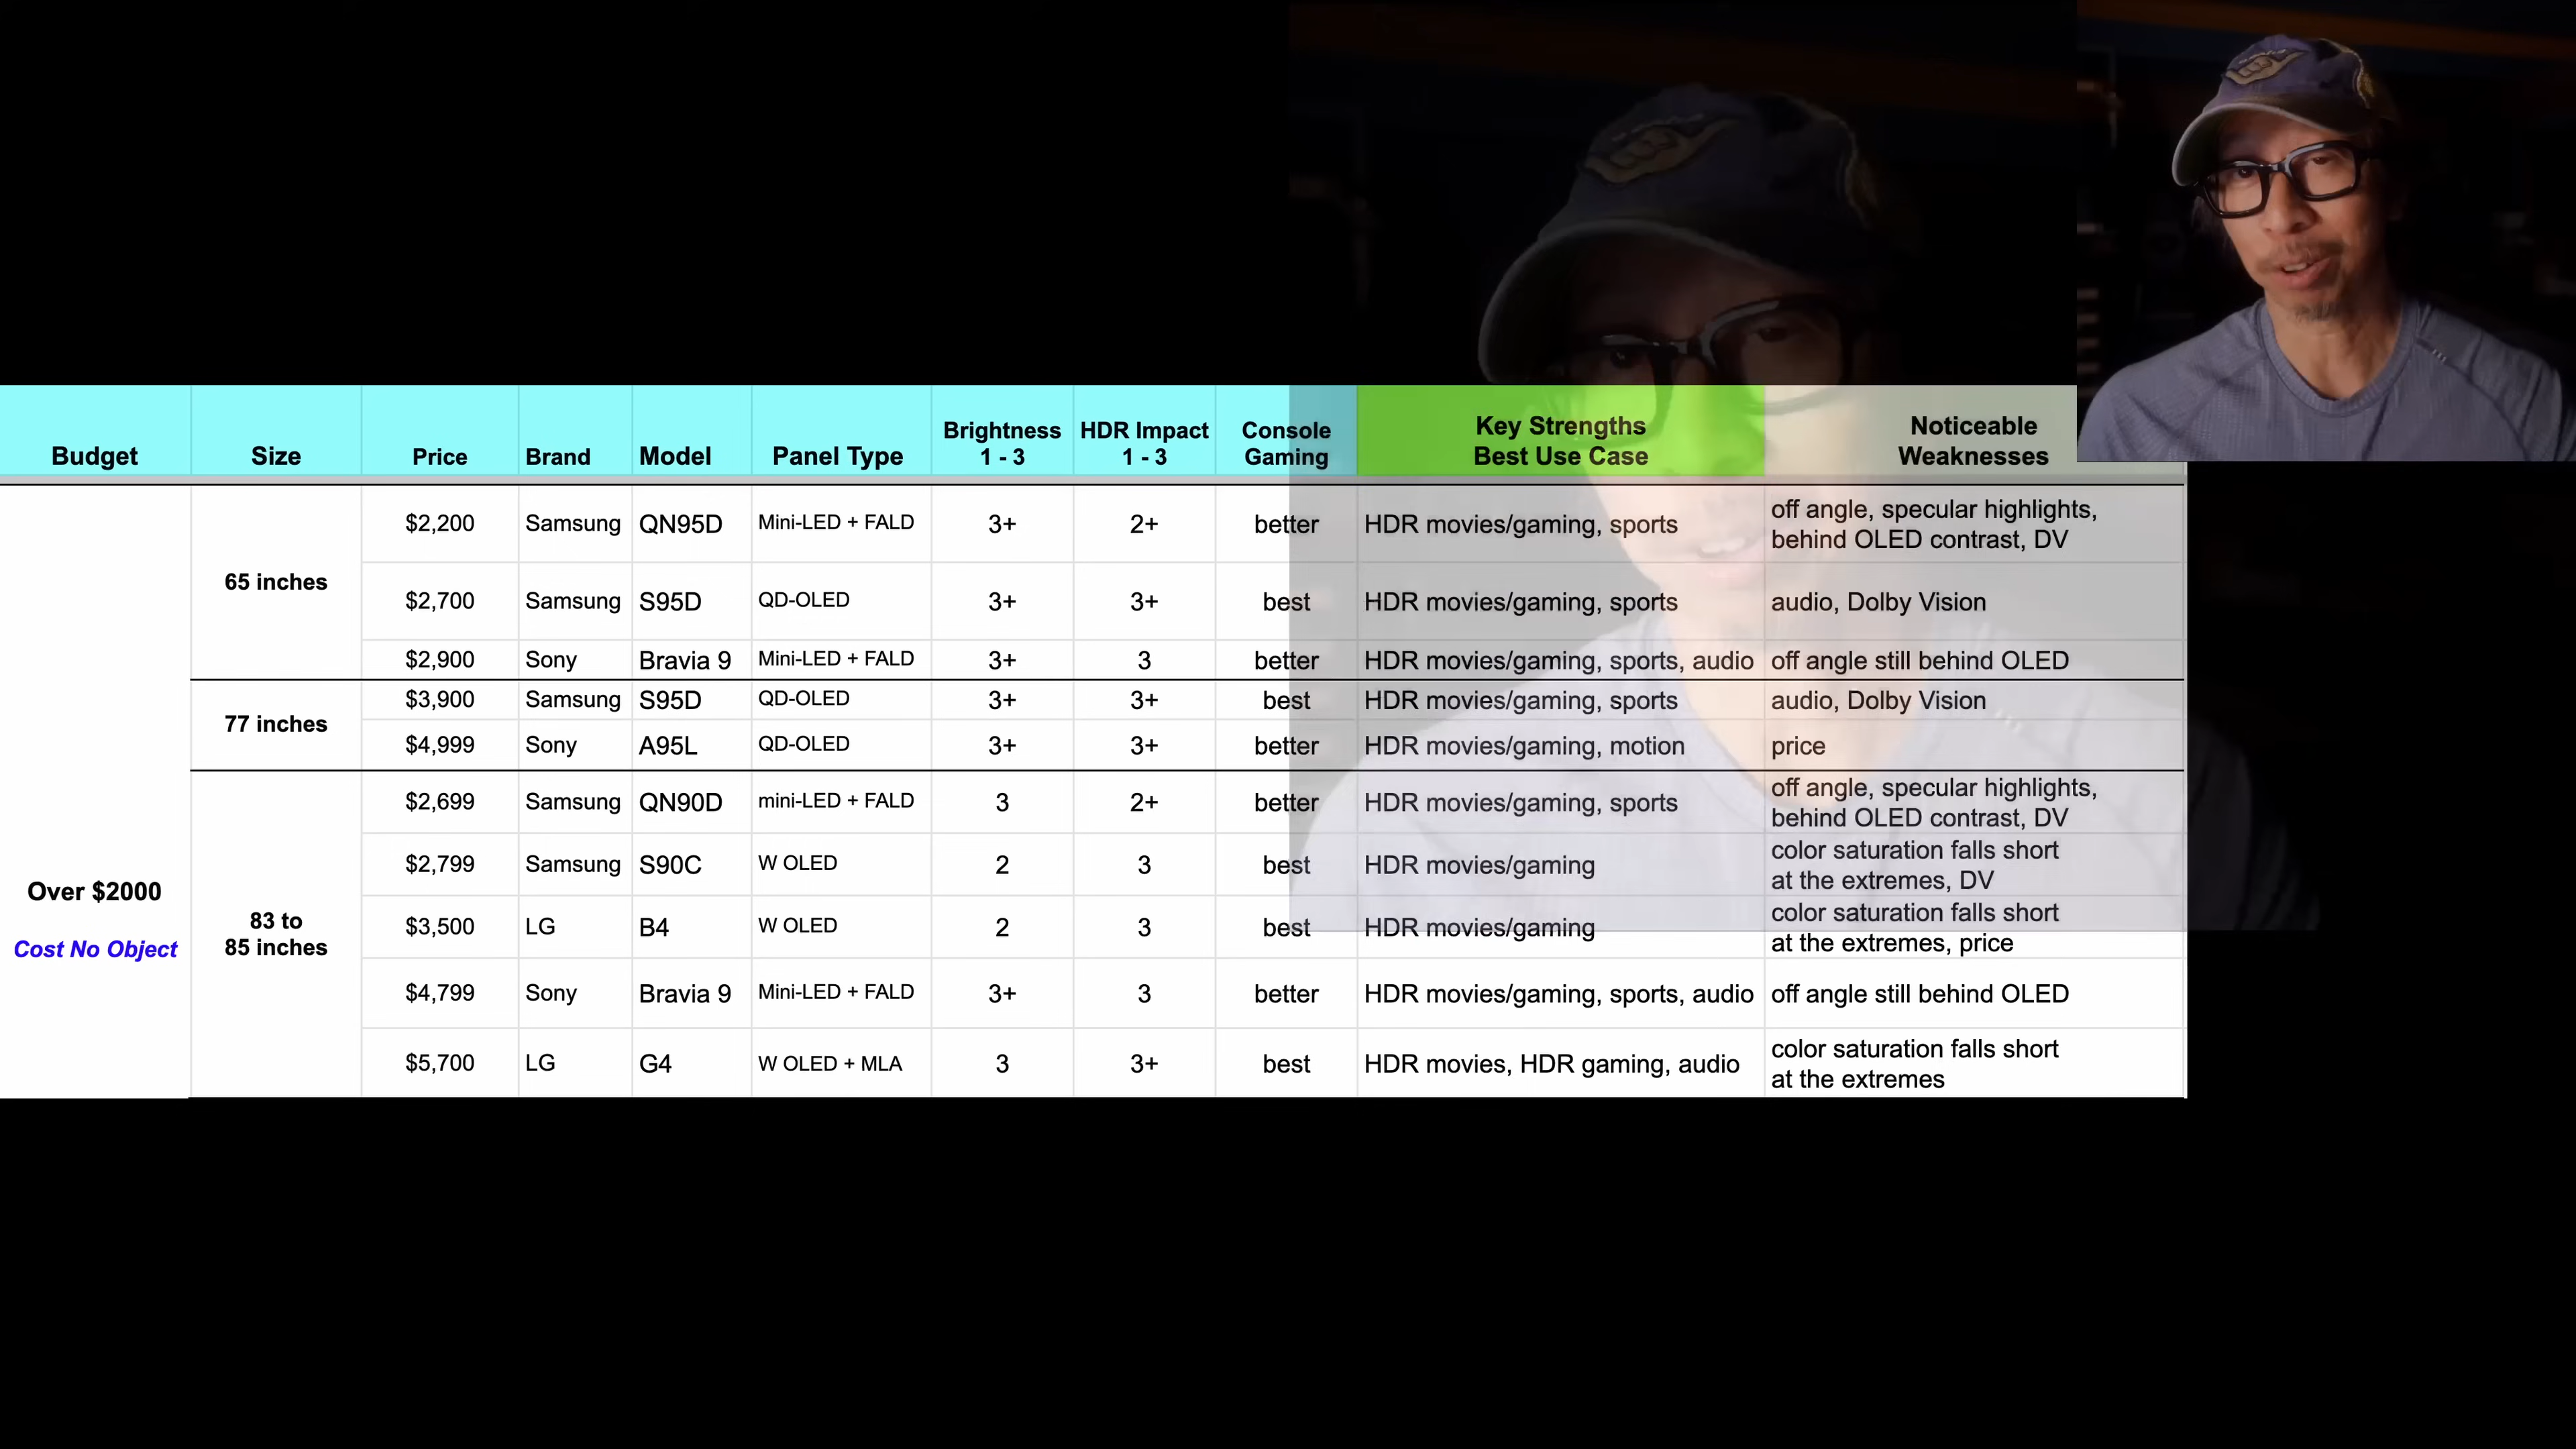 Budget Size Price Brand Model Panel Type Brightness 1 - 3 HDR Impact 1 - 3 Console Gaming Key Strengths Best Use Case Noticeable Weaknesses
Over $2000
Cost No Object
65 inches
$2,200 Samsung QN95D Mini-LED + FALD 3+ 2+ better HDR movies/gaming, sports off angle, specular highlights, behind OLED contrast, DV
$2,700 Samsung S95D QD-OLED 3+ 3+ best HDR movies/gaming, sports audio, Dolby Vision
$2,900 Sony Bravia 9 Mini-LED + FALD 3+ 3 better HDR movies/gaming, sports, audio off angle still behind OLED
77 inches
$3,900 Samsung S95D QD-OLED 3+ 3+ best HDR movies/gaming, sports audio, Dolby Vision
$4,999 Sony A95L QD-OLED 3+ 3+ better HDR movies/gaming, motion price
83 to 85 inches
$2,699 Samsung QN90D mini-LED + FALD 3 2+ better HDR movies/gaming, sports off angle, specular highlights, behind OLED contrast, DV
$2,799 Samsung S90C W OLED 2 3 best HDR movies/gaming color saturation falls short at the extremes, DV
$3,500 LG B4 W OLED 2 3 best HDR movies/gaming color saturation falls short at the extremes, price
$4,799 Sony Bravia 9 Mini-LED + FALD 3+ 3 better HDR movies/gaming, sports, audio off angle still behind OLED
$5,700 LG G4 W OLED + MLA 3 3+ best HDR movies, HDR gaming, audio color saturation falls short at the extremes